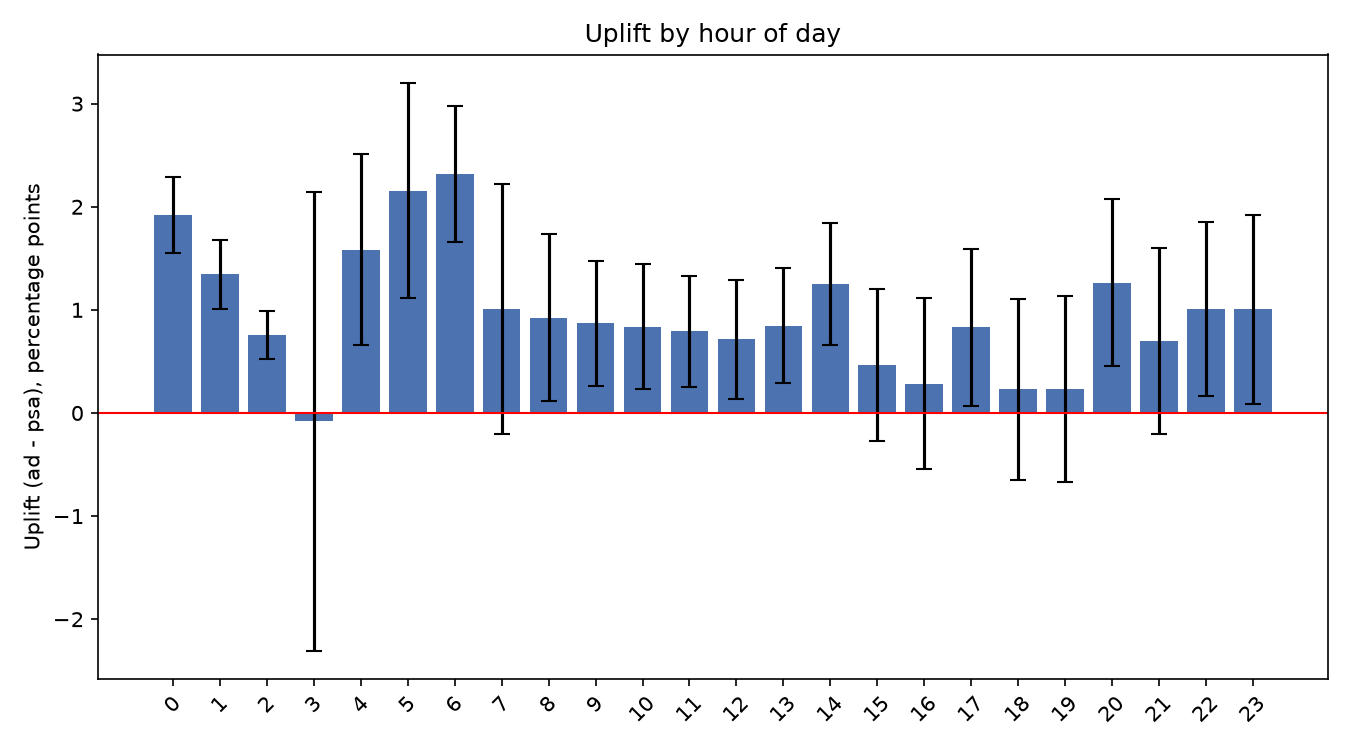 Uplift by hour of day
Uplift (ad - psa), percentage points
3
2
1
0
−1
−2
0 1 2 3 4 5 6 7 8 9 10 11 12 13 14 15 16 17 18 19 20 21 22 23